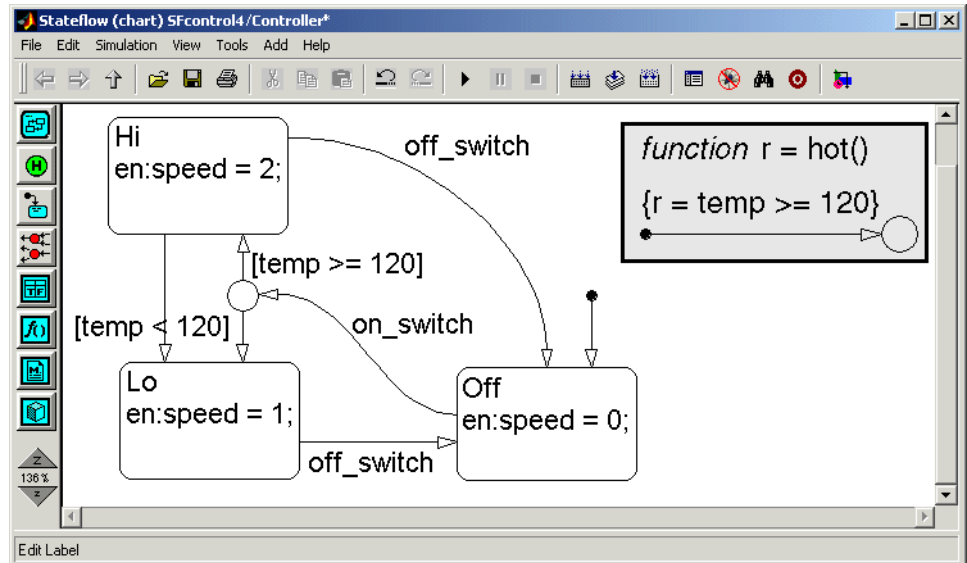 Stateflow (chart) SFcontrol4/Controller*
File Edit Simulation View Tools Add Help
Hi
en:speed = 2;
off_switch
function r = hot()
{r = temp >= 120}
[temp >= 120]
[temp < 120]
on_switch
Lo
en:speed = 1;
off_switch
Off
en:speed = 0;
H
TF
f()
M
Z
136 %
z
Edit Label